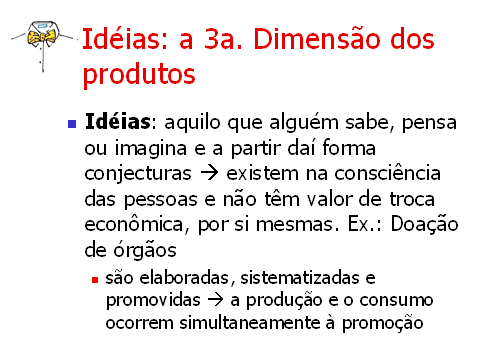 Idéias: a 3a. Dimensão dos
produtos
Idéias: aquilo que alguém sabe, pensa
ou imagina e a partir daí forma
conjecturas → existem na consciência
das pessoas e não têm valor de troca
econômica, por si mesmas. Ex.: Doação
de órgãos
são elaboradas, sistematizadas e
promovidas → a produção e o consumo
ocorrem simultaneamente à promoção